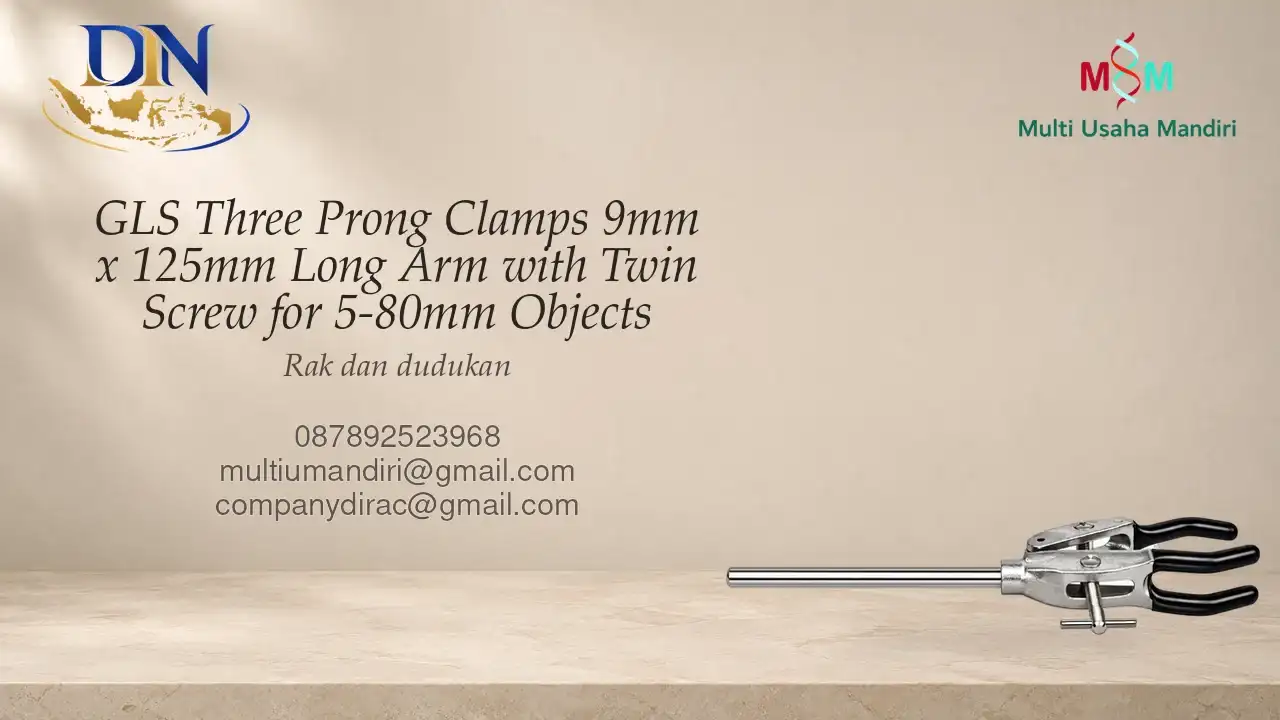 DIN
MSM
Multi Usaha Mandiri
GLS Three Prong Clamps 9mm
x 125mm Long Arm with Twin
Screw for 5-80mm Objects
Rak dan dudukan
087892523968
multiumandiri@gmail.com
companydirac@gmail.com